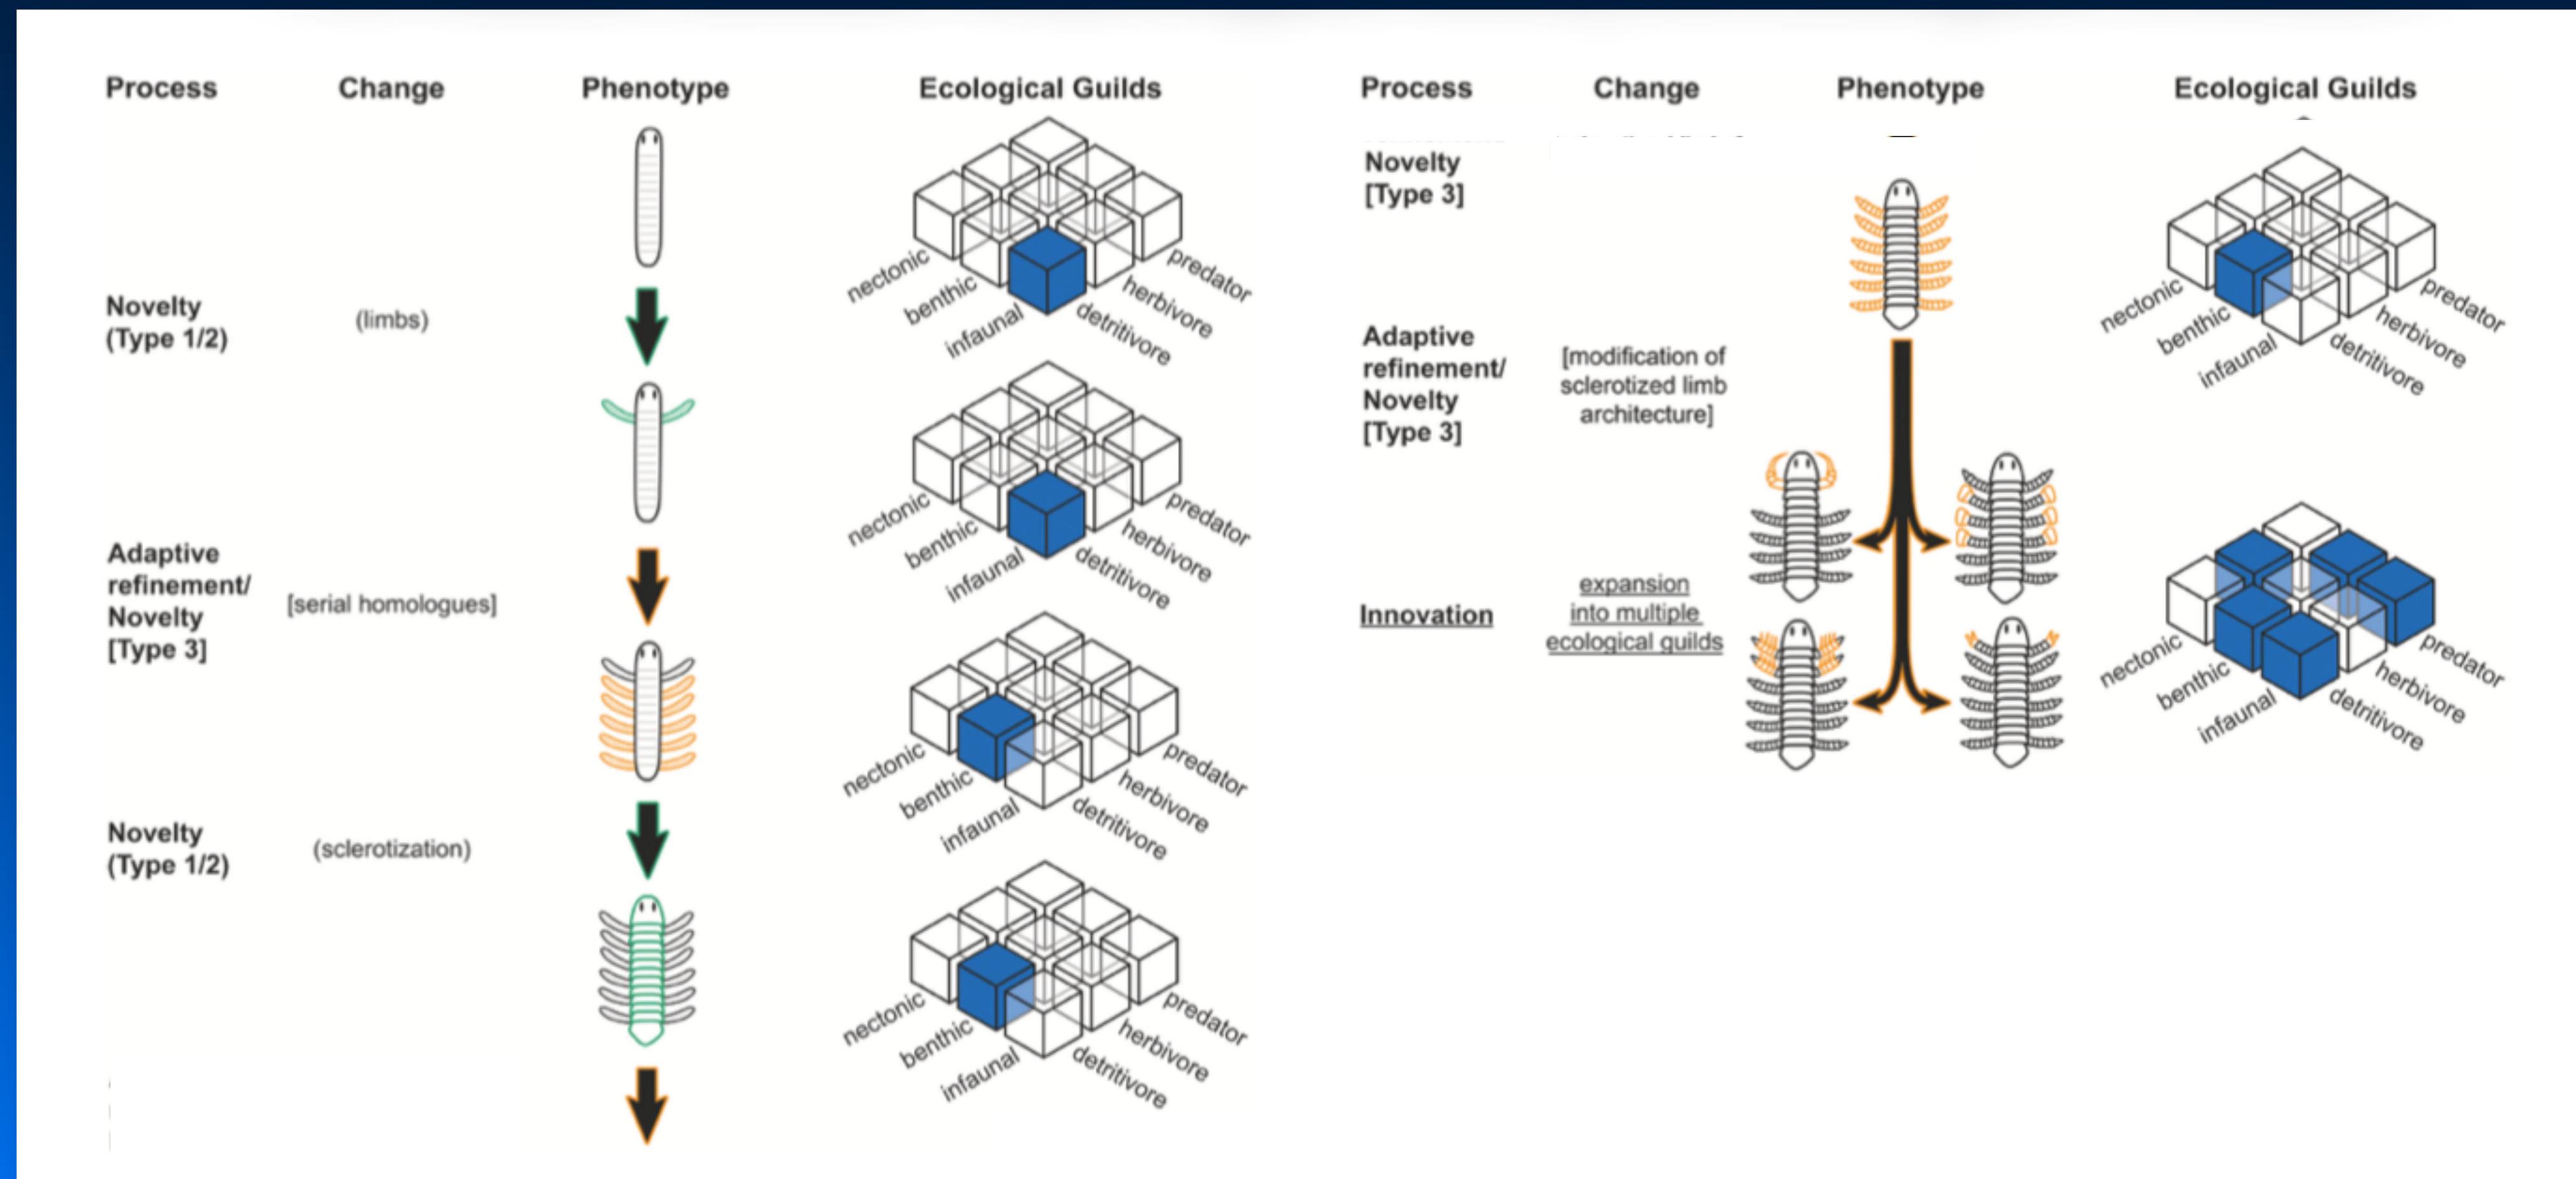 Process
Change
Phenotype
Ecological Guilds
nectonic
benthic
infaunal
detritivore
herbivore
predator
Novelty
(Type 1/2)
(limbs)
nectonic
benthic
infaunal
detritivore
herbivore
predator
Adaptive
refinement/
Novelty
[Type 3]
[serial homologues]
nectonic
benthic
infaunal
detritivore
herbivore
predator
Novelty
(Type 1/2)
(sclerotization)
nectonic
benthic
infaunal
detritivore
herbivore
predator
Process
Change
Phenotype
Ecological Guilds
Novelty
[Type 3]
nectonic
benthic
infaunal
detritivore
herbivore
predator
Adaptive
refinement/
Novelty
[Type 3]
[modification of
sclerotized limb
architecture]
Innovation
expansion
into multiple
ecological guilds
nectonic
benthic
infaunal
detritivore
herbivore
predator